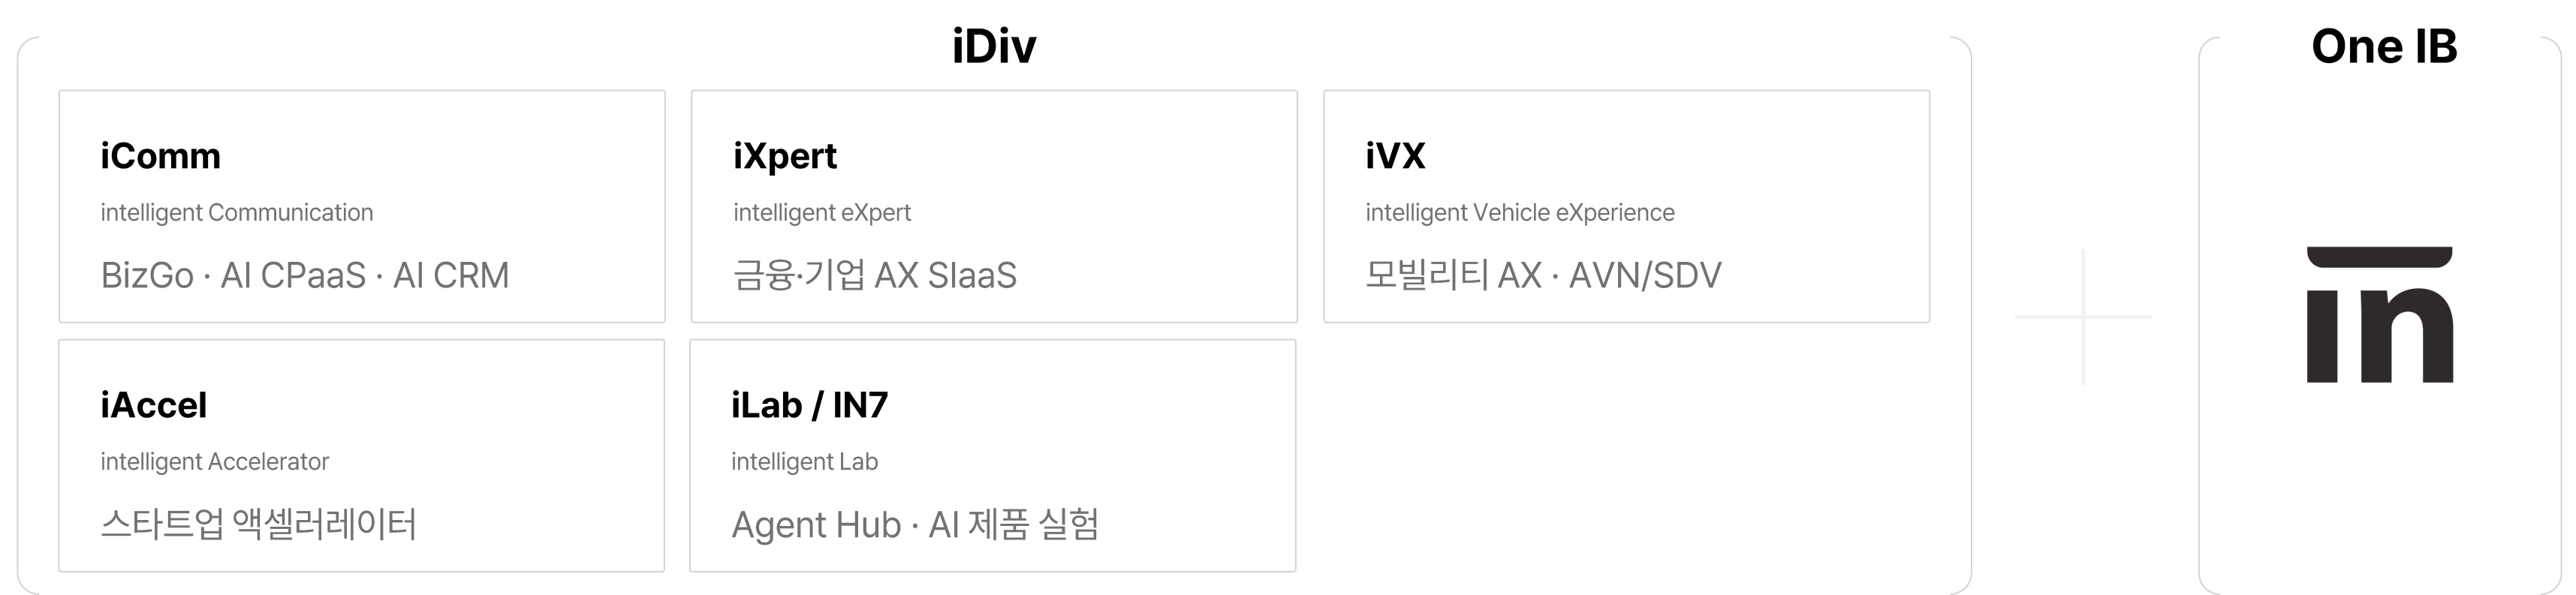 iDiv
iComm
intelligent Communication
BizGo · AI CPaaS · AI CRM
iXpert
intelligent eXpert
금융·기업 AX SIaaS
iVX
intelligent Vehicle eXperience
모빌리티 AX · AVN/SDV
iAccel
intelligent Accelerator
스타트업 액셀러레이터
iLab / IN7
intelligent Lab
Agent Hub · AI 제품 실험
One IB
in